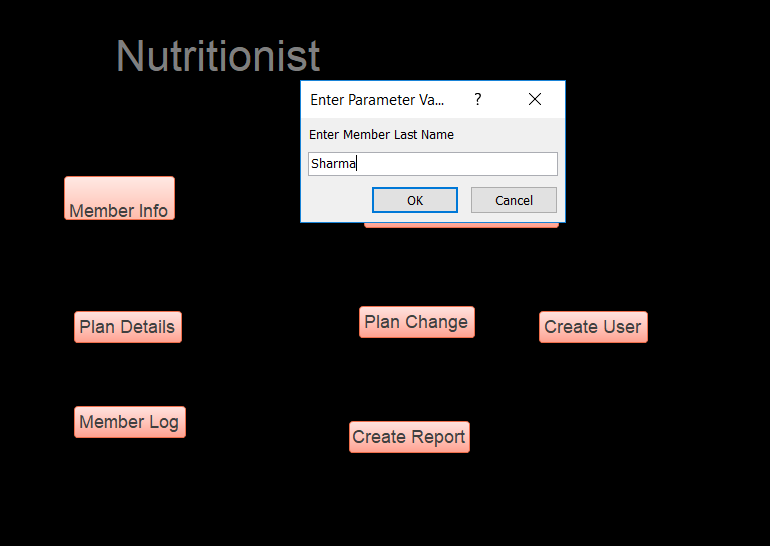 Nutritionist
Enter Parameter Va... ?
Enter Member Last Name
Sharma
OK Cancel
Member Info
Plan Details Plan Change Create User
Member Log Create Report